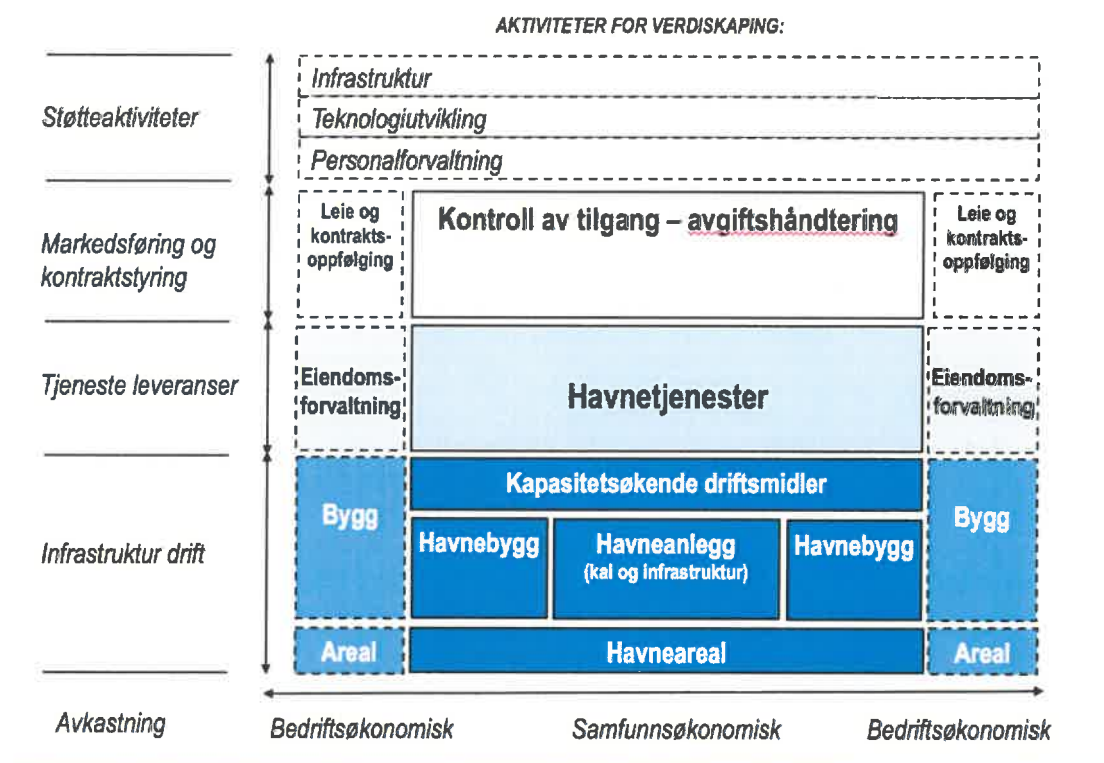 AKTIVITETER FOR VERDISKAPING:
Støtteaktiviteter
Infrastruktur
Teknologiutvikling
Personalforvaltning
Markedsføring og
kontraktstyring
Leie og
kontrakts-
oppfølging
Kontroll av tilgang – avgiftshåndtering
Leie og
kontrakts-
oppfølging
Tjeneste leveranser
Eiendoms-
forvaltning
Havnetjenester
Eiendoms-
forvaltning
Infrastruktur drift
Bygg
Kapasitetsøkende driftsmidler
Havnebygg
Havneanlegg
(kai og infrastruktur)
Havnebygg
Bygg
Areal
Havneareal
Areal
Avkastning
Bedriftsøkonomisk
Samfunnsøkonomisk
Bedriftsøkonomisk